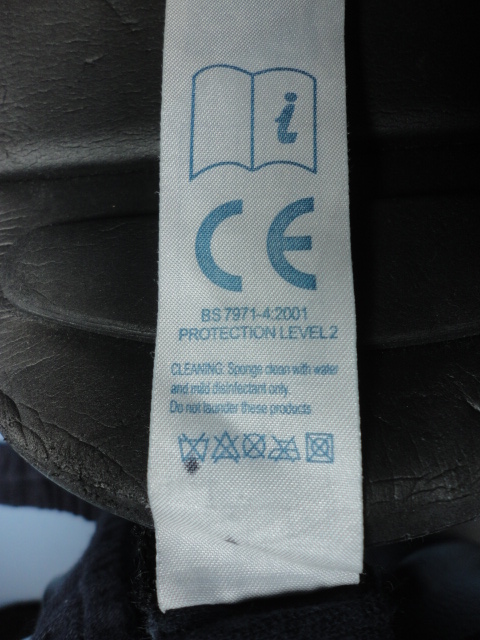 i
CE
BS 7971-4:2001
PROTECTION LEVEL 2
CLEANING: Sponge clean with water
and mild disinfectant only.
Do not launder these products